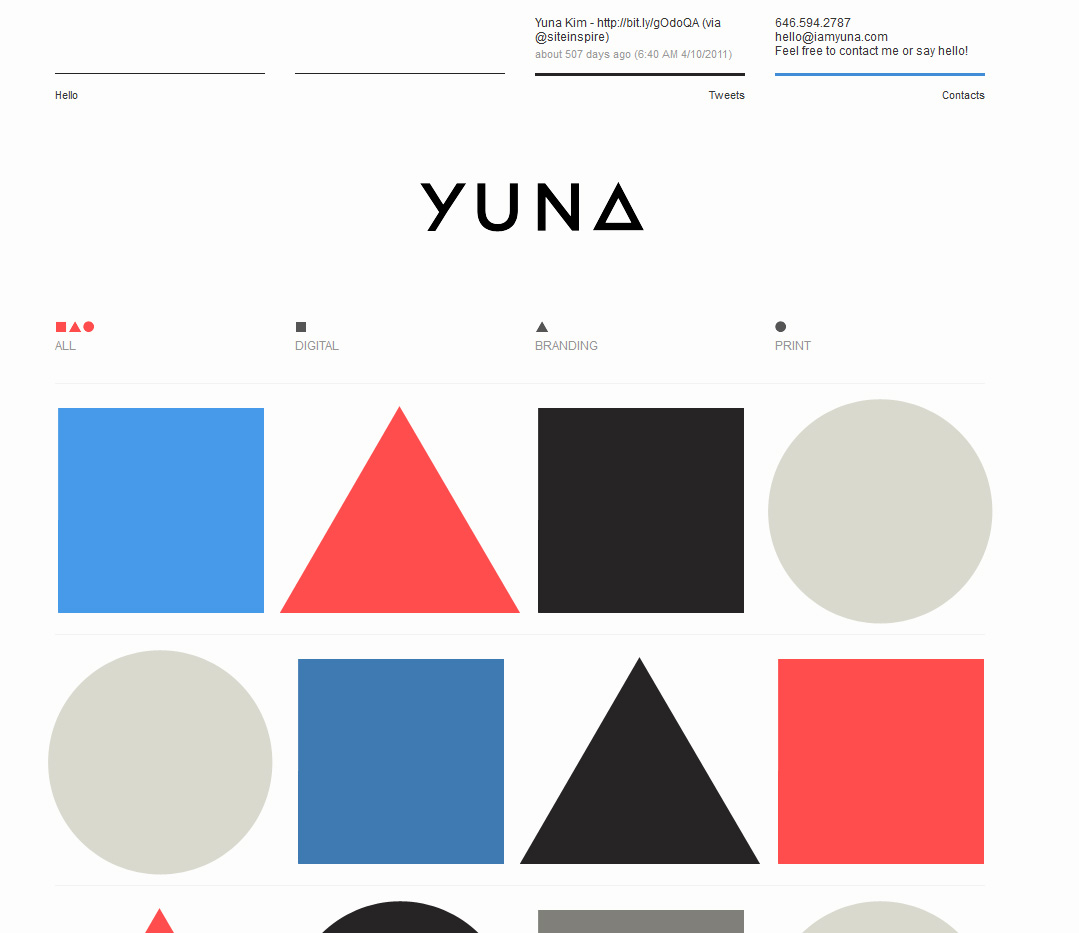 Yuna Kim - http://bit.ly/gOdoQA (via
@siteinspire)
about 507 days ago (6:40 AM 4/10/2011)
646.594.2787
hello@iamyuna.com
Feel free to contact me or say hello!
Hello
Tweets
Contacts
YUNA
ALL
DIGITAL
BRANDING
PRINT